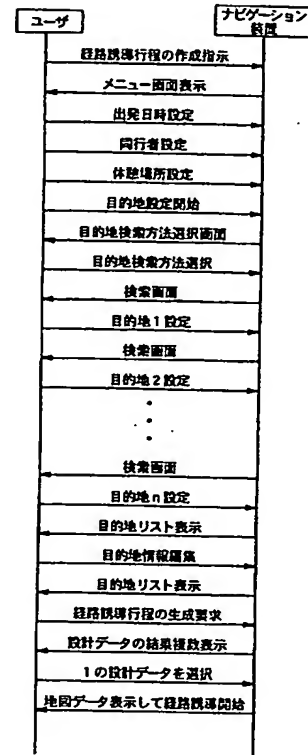 ユーザ
ナビゲーション
装置
経路誘導行程の作成指示
メニュー画面表示
出発日時設定
同行者設定
体験場所設定
目的地設定開始
目的地検索方法選択画面
目的地検索方法選択
検索画面
目的地1設定
検索画面
目的地2設定
検索画面
目的地n設定
目的地リスト表示
目的地情報編集
目的地リスト表示
経路誘導行程の生成要求
設計データの結果複数表示
1の設計データを選択
地図データ表示して経路誘導開始